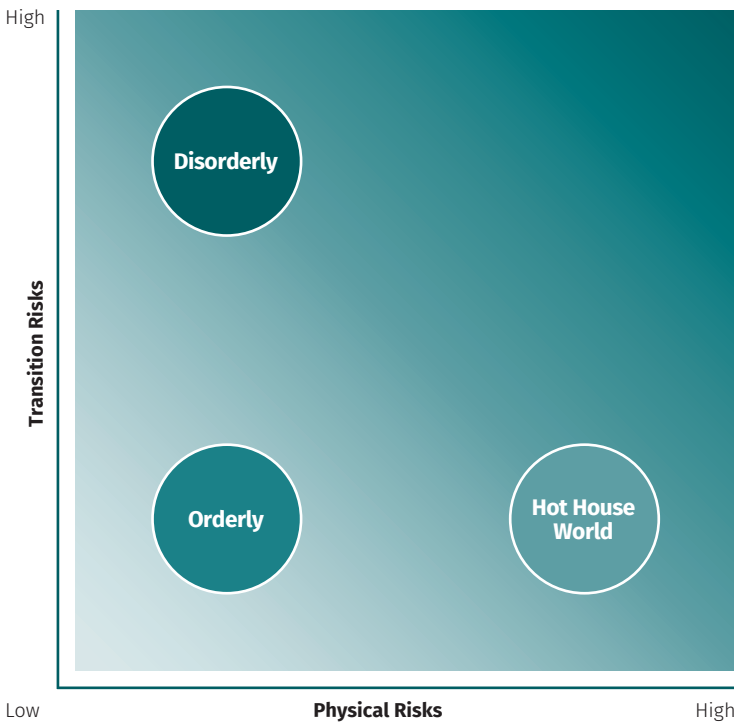 High
Disorderly
Transition Risks
Orderly
Hot House
World
Low
Physical Risks
High